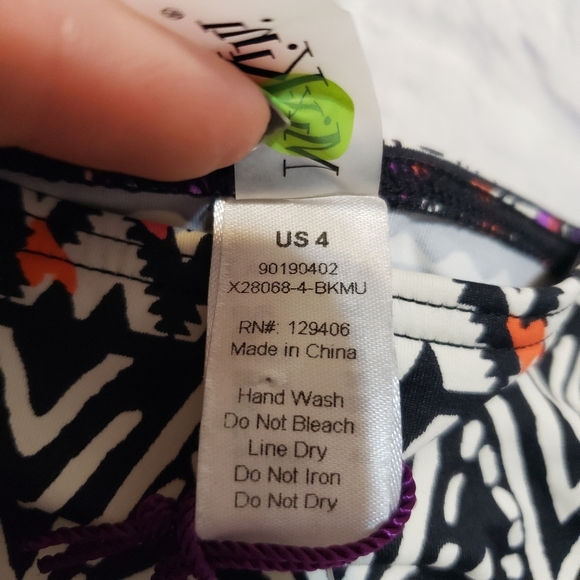 US 4
90190402
X28068-4-BKMU
RN#: 129406
Made in China
Hand Wash
Do Not Bleach
Line Dry
Do Not Iron
Do Not Dry